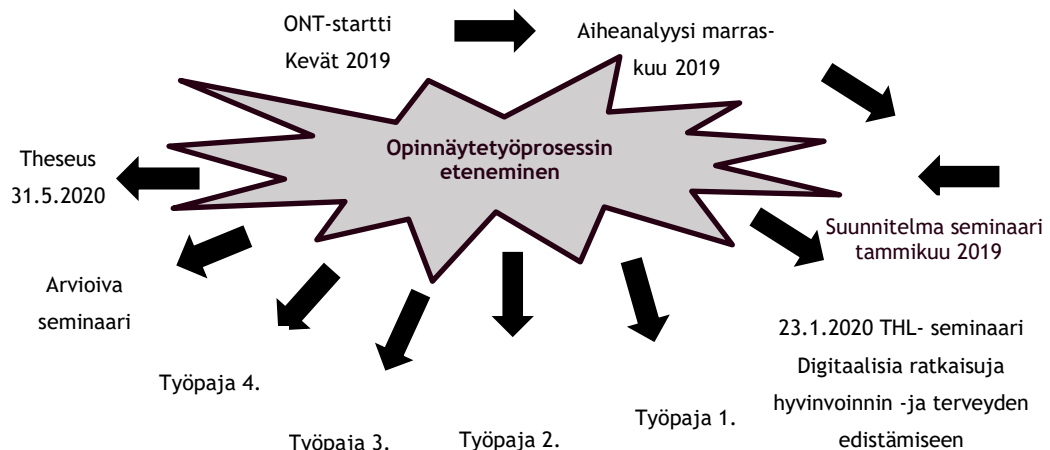 ONT-startti
Kevät 2019
Aiheanalyysi marras-
kuu 2019
Opinnäytetyöprosessin
eteneminen
Theseus
31.5.2020
Suunnitelma seminaari
tammikuu 2019
Arvioiva
seminaari
23.1.2020 THL- seminaari
Digitaalisia ratkaisuja
hyvinvoinnin -ja terveyden
edistämiseen
Työpaja 1.
Työpaja 2.
Työpaja 3.
Työpaja 4.